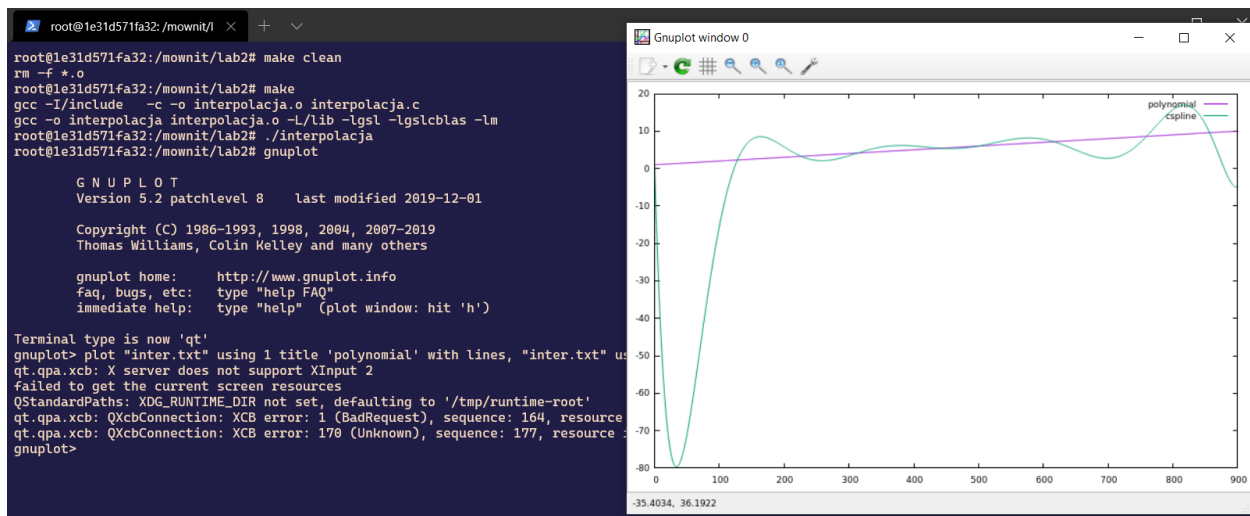 root@1e31d571fa32: /mownit/l
root@1e31d571fa32:/mownit/lab2# make clean
rm -f *.o
root@1e31d571fa32:/mownit/lab2# make
gcc -I/include   -c -o interpolacja.o interpolacja.c
gcc -o interpolacja interpolacja.o -L/lib -lgsl -lgslcblas -lm
root@1e31d571fa32:/mownit/lab2# ./interpolacja
root@1e31d571fa32:/mownit/lab2# gnuplot
G N U P L O T
Version 5.2 patchlevel 8    last modified 2019-12-01
Copyright (C) 1986-1993, 1998, 2004, 2007-2019
Thomas Williams, Colin Kelley and many others
gnuplot home:     http://www.gnuplot.info
faq, bugs, etc:   type "help FAQ"
immediate help:   type "help"  (plot window: hit 'h')
Terminal type is now 'qt'
gnuplot> plot "inter.txt" using 1 title 'polynomial' with lines, "inter.txt" us
qt.qpa.xcb: X server does not support XInput 2
failed to get the current screen resources
QStandardPaths: XDG_RUNTIME_DIR not set, defaulting to '/tmp/runtime-root'
qt.qpa.xcb: QXcbConnection: XCB error: 1 (BadRequest), sequence: 164, resource
qt.qpa.xcb: QXcbConnection: XCB error: 170 (Unknown), sequence: 177, resource i
gnuplot>
Gnuplot window 0
polynomial
cspline
20
10
0
-10
-20
-30
-40
-50
-60
-70
-80
0 100 200 300 400 500 600 700 800 900
-35.4034, 36.1922